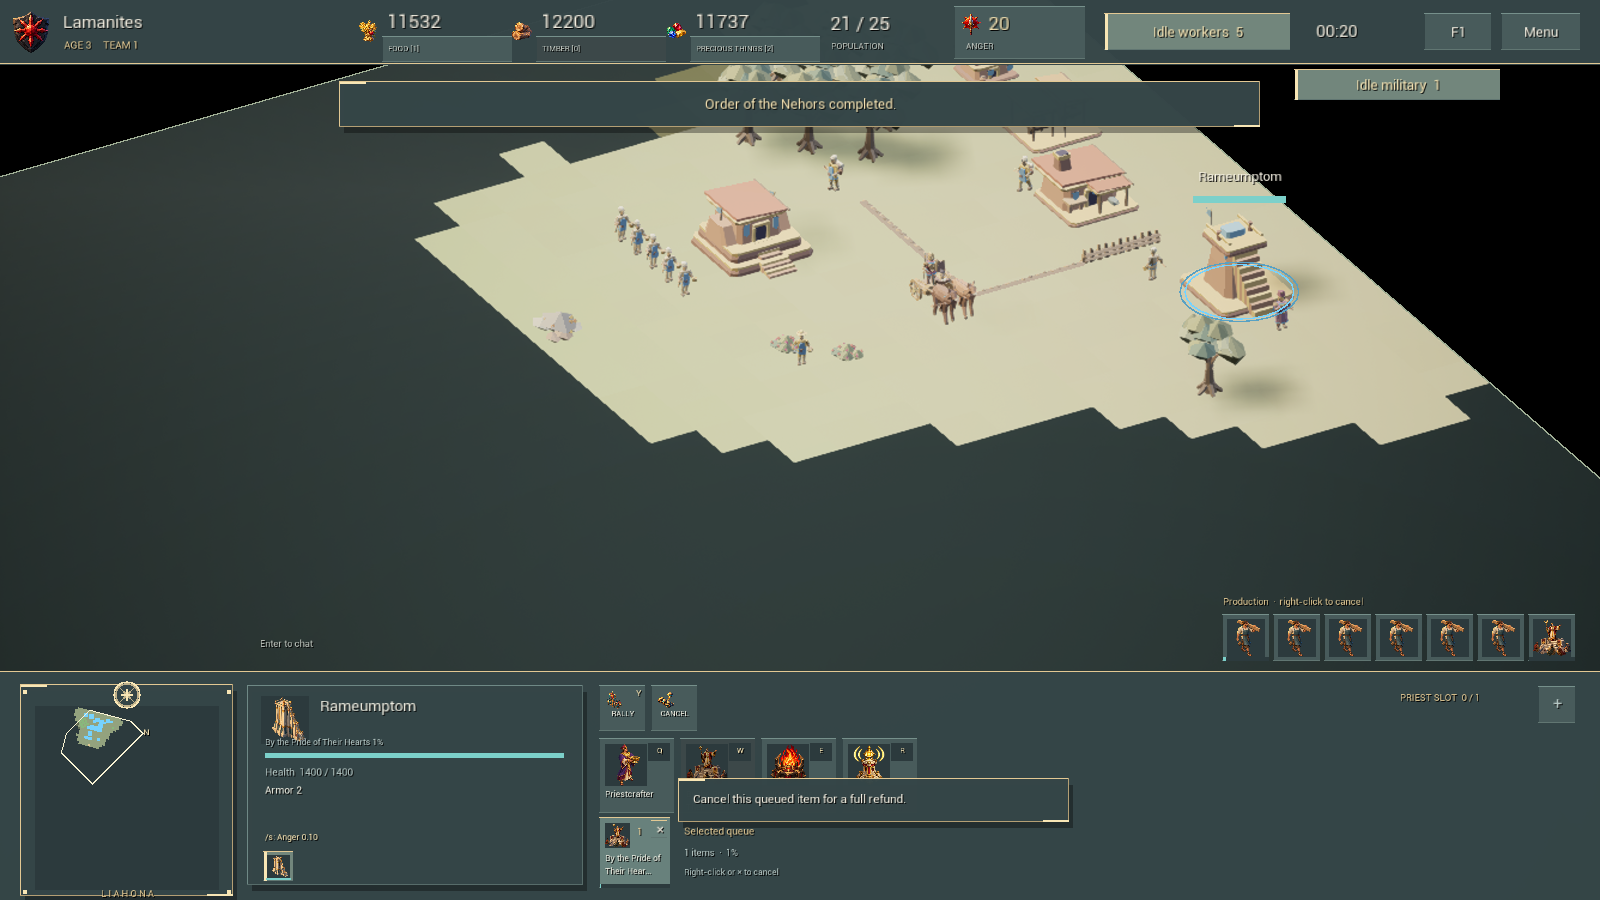 Lamanites
AGE 3 TEAM 1
11532
FOOD [1]
12200
TIMBER [0]
11737
PRECIOUS THINGS [2]
21 / 25
POPULATION
20
ANGER
Idle workers 5
00:20
F1
Menu
Idle military 1
Order of the Nehors completed.
Rameumptom
Production · right-click to cancel
Enter to chat
N
LIAHONA
Rameumptom
By the Pride of Their Hearts 1%
Health 1400 / 1400
Armor 2
/s: Anger 0.10
Y
RALLY
CANCEL
PRIEST SLOT 0 / 1
+
Q
W
E
R
Priestcrafter
Cancel this queued item for a full refund.
1 ×
By the Pride of
Their Hear...
Selected queue
1 items · 1%
Right-click or × to cancel